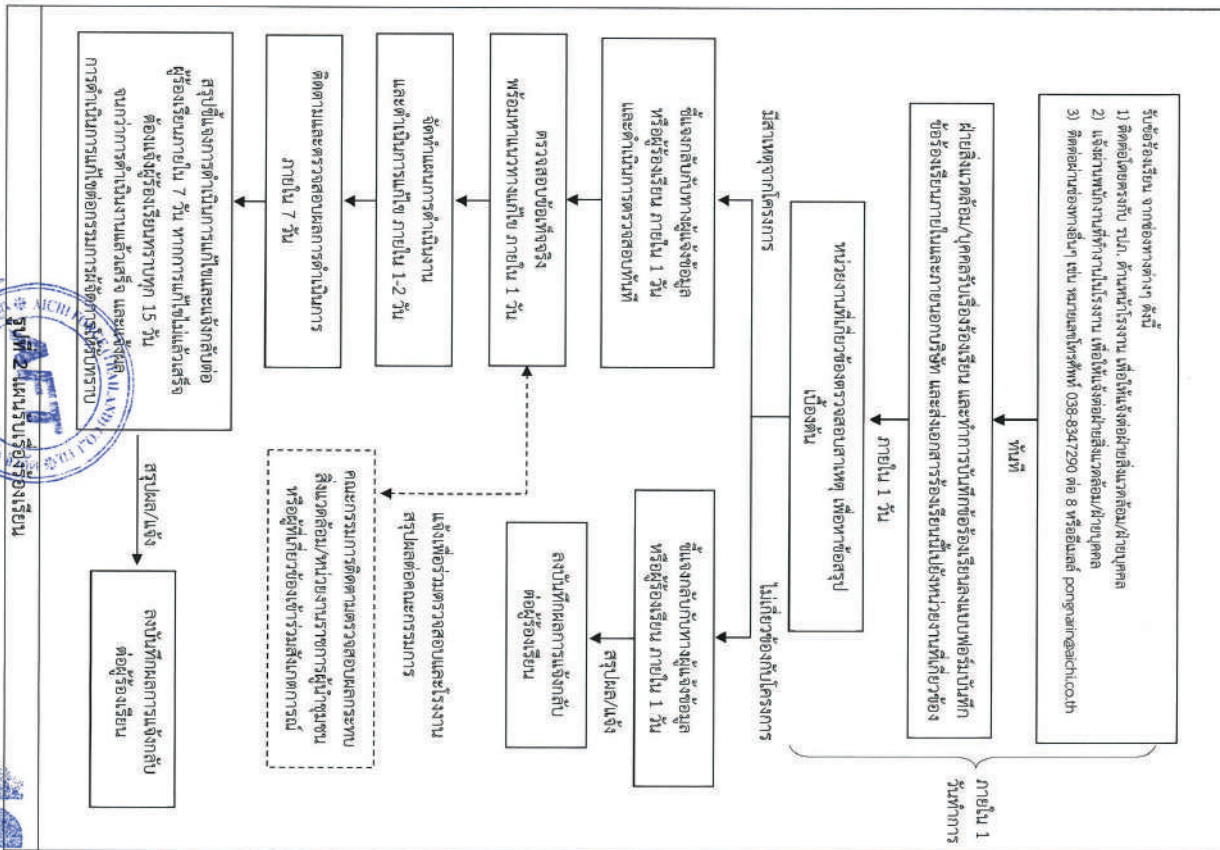 รับข้อร้องเรียน จากช่องทางต่างๆ ดังนี้
1) ติดต่อโดยตรงกับ รปภ. ด้านหน้าโรงงาน เพื่อให้แจ้งต่อฝ่ายสิ่งแวดล้อม/ฝ่ายบุคคล
2) แจ้งผ่านพนักงานที่ทำงานในโรงงาน เพื่อให้แจ้งต่อฝ่ายสิ่งแวดล้อม/ฝ่ายบุคคล
3) ติดต่อผ่านช่องทางอื่นๆ เช่น หมายเลขโทรศัพท์ 038-8347290 ต่อ 8 หรืออีเมลล์ pongnarin@aichi.co.th
ทันที
ภายใน 1
วันทำการ
ฝ่ายสิ่งแวดล้อม/บุคคลรับเรื่องร้องเรียน และทำการบันทึกข้อร้องเรียนลงแบบฟอร์มบันทึก
ข้อร้องเรียนภายในและภายนอกบริษัท และส่งเอกสารร้องเรียนนี้ไปยังหน่วยงานที่เกี่ยวข้อง
ภายใน 1 วัน
หน่วยงานที่เกี่ยวข้องตรวจสอบสาเหตุ เพื่อหาข้อสรุป
เบื้องต้น
มีสาเหตุจากโครงการ
ไม่เกี่ยวข้องกับโครงการ
ชี้แจงกลับกับทางผู้แจ้งข้อมูล
หรือผู้ร้องเรียน ภายใน 1 วัน
และดำเนินการตรวจสอบทันที
ชี้แจงกลับกับทางผู้แจ้งข้อมูล
หรือผู้ร้องเรียน ภายใน 1 วัน
สรุปผล/แจ้ง
ตรวจสอบข้อเท็จจริง
พร้อมหาแนวทางแก้ไข ภายใน 1 วัน
ลงบันทึกผลการแจ้งกลับ
ต่อผู้ร้องเรียน
จัดทำแผนการดำเนินงาน
และดำเนินการแก้ไข ภายใน 1-2 วัน
แจ้งเพื่อร่วมตรวจสอบและโรงงาน
สรุปผลต่อคณะกรรมการ
ติดตามและตรวจสอบผลการดำเนินการ
ภายใน 7 วัน
คณะกรรมการติดตามตรวจสอบผลกระทบ
สิ่งแวดล้อม/หน่วยงานราชการผู้นำชุมชน
หรือผู้ที่เกี่ยวข้องเข้าร่วมสังเกตการณ์
สรุปชี้แจงการดำเนินการแก้ไขและแจ้งกลับต่อ
ผู้ร้องเรียนภายใน 7 วัน หากการแก้ไขไม่แล้วเสร็จ
ต้องแจ้งผู้ร้องเรียนทราบทุก 15 วัน
จนกว่าการดำเนินงานแล้วเสร็จ และแจ้งผล
การดำเนินการแก้ไขต่อกรรมการผู้จัดการให้รับทราบ
สรุปผล/แจ้ง
ลงบันทึกผลการแจ้งกลับ
ต่อผู้ร้องเรียน
รูปที่ 2 แผนรับเรื่องร้องเรียน